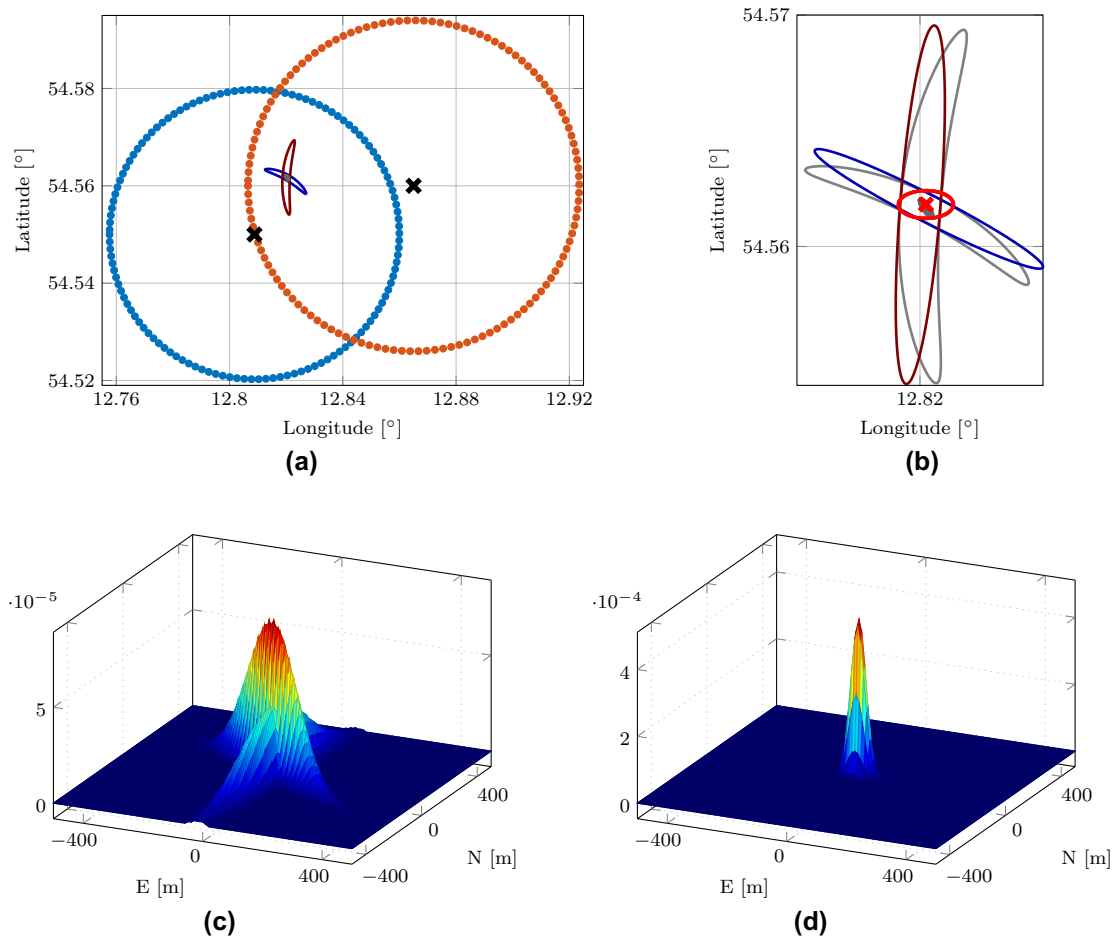 54.58
54.56
54.54
54.52
Latitude [°]
12.76
12.8
12.84
12.88
12.92
Longitude [°]
(a)
54.57
54.56
Latitude [°]
12.82
Longitude [°]
(b)
·10⁻⁵
5
0
−400
0
400
E [m]
−400
0
400
N [m]
(c)
·10⁻⁴
4
2
0
−400
0
400
E [m]
−400
0
400
N [m]
(d)